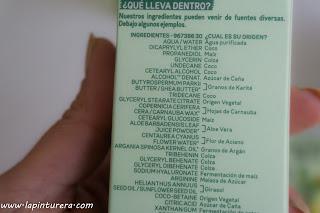 ¿QUÉ LLEVA DENTRO?
Nuestros ingredientes pueden venir de fuentes diversas.
Debajo algunos ejemplos.
INGREDIENTES - 96739830 ¿CUAL ES SU ORIGEN?
AQUA / WATER Agua purificada
DICAPRYLYL ETHER Coco
PROPANEDIOL Maíz
GLYCERIN Colza
UNDECANE Coco
CETEARYL ALCOHOL Coco
ALCOHOL* DENAT. Azúcar de Caña
BUTYROSPERMUM PARKII
BUTTER / SHEA BUTTER* Granos de Karité
TRIDECANE Coco
GLYCERYL STEARATE CITRATE Origen Vegetal
COPERNICIA CERIFERA
CERA / CARNAUBA WAX* Hojas de Carnauba
CETEARYL GLUCOSIDE Maíz
ALOE BARBADENSIS LEAF
JUICE POWDER* Aloe Vera
CENTAUREA CYANUS
FLOWER WATER* Flor de Aciano
ARGANIA SPINOSA KERNEL OIL* Granos de Argán
TRIBEHENIN Colza
GLYCERYL DIBEHENATE Colza
GLYCERYL BEHENATE Colza
SODIUM HYALURONATE Fermentación de maíz
ARGININE Melaza de Azúcar
HELIANTHUS ANNUUS
SEED OIL / SUNFLOWER SEED OIL Girasol
COCO-BETAINE Origen Vegetal
CITRIC ACID Azúcar de Caña
XANTHAN GUM Fermentación de Maíz
www.lapinturera.com